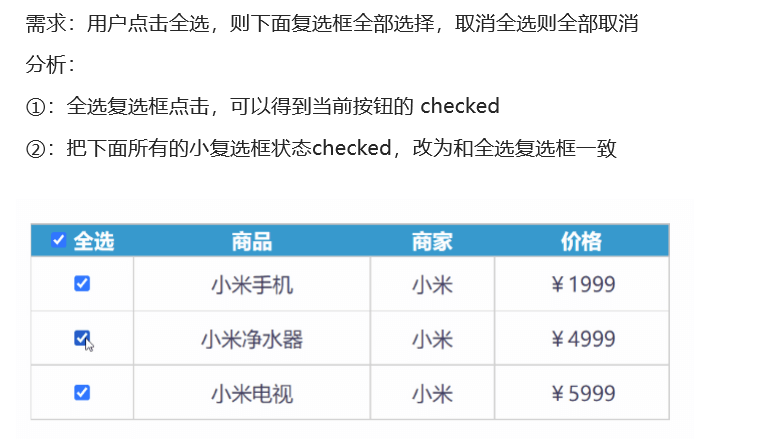 需求：用户点击全选，则下面复选框全部选择，取消全选则全部取消
分析：
①：全选复选框点击，可以得到当前按钮的 checked
②：把下面所有的小复选框状态checked，改为和全选复选框一致
全选 商品 商家 价格
小米手机 小米 ￥1999
小米净水器 小米 ￥4999
小米电视 小米 ￥5999